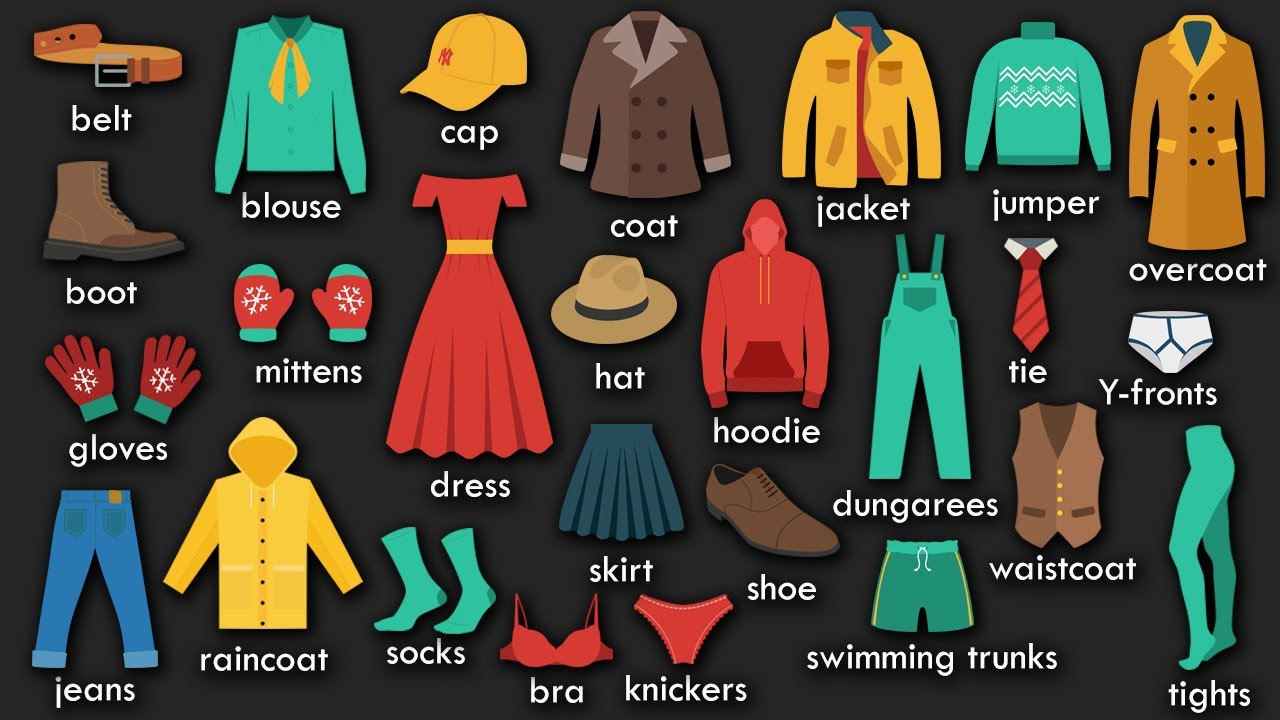 belt
blouse
cap
coat
jacket
jumper
overcoat
boot
mittens
dress
hat
hoodie
dungarees
tie
Y-fronts
gloves
jeans
raincoat
socks
skirt
shoe
waistcoat
bra
knickers
swimming trunks
tights
NY